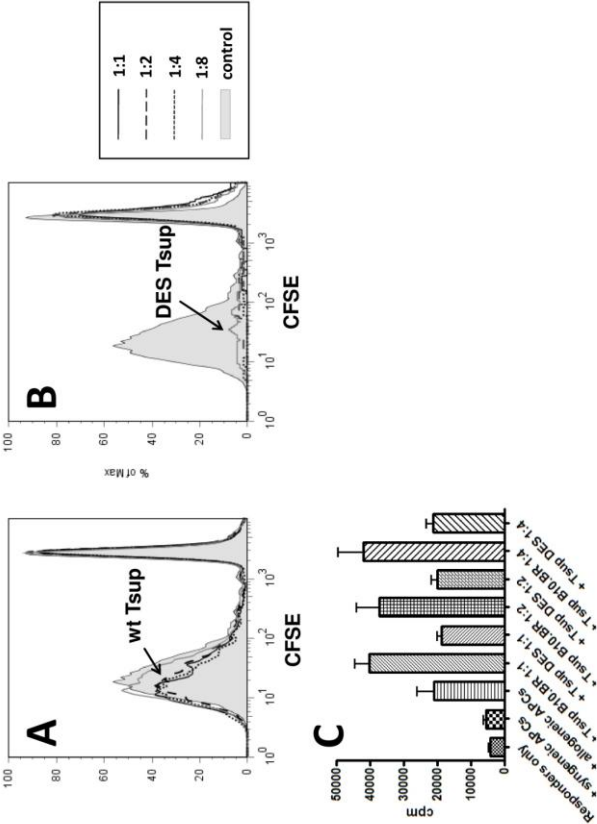 A
100
80
60
40
20
0
wt Tsup
10^0 10^1 10^2 10^3
CFSE
B
% of Max
100
80
60
40
20
0
DES Tsup
10^0 10^1 10^2 10^3
CFSE
1:1
1:2
1:4
1:8
control
C
cpm
50000
40000
30000
20000
10000
0
Responders only
+ syngeneic APCs
+ allogeneic APCs
+ Tsup B10.BR 1:1
+ Tsup DES 1:1
+ Tsup B10.BR 1:2
+ Tsup DES 1:2
+ Tsup B10.BR 1:4
+ Tsup DES 1:4